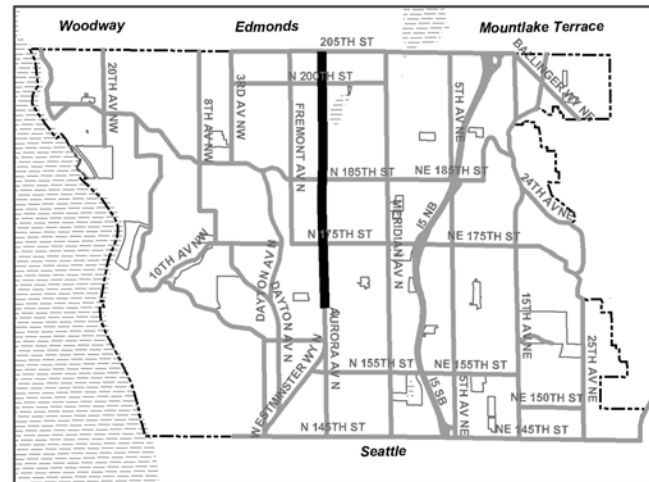 Woodway
Edmonds
Mountlake Terrace
205TH ST
BALLINGER WY NE
20TH AV NW
8TH AV NW
3RD AV NW
N 200TH ST
FREMONT AV N
5TH AV NE
N 185TH ST
NE 185TH ST
24TH AV NE
MERIDIAN AV N
I5 NB
10TH AV NW
DAYTON AV N
DAYTON AV N
N 175TH ST
NE 175TH ST
AURORA AV N
15TH AV NE
25TH AV NE
WESTMINSTER WY N
N 155TH ST
NE 155TH ST
I5 SB
5TH AV NE
NE 150TH ST
N 145TH ST
NE 145TH ST
Seattle